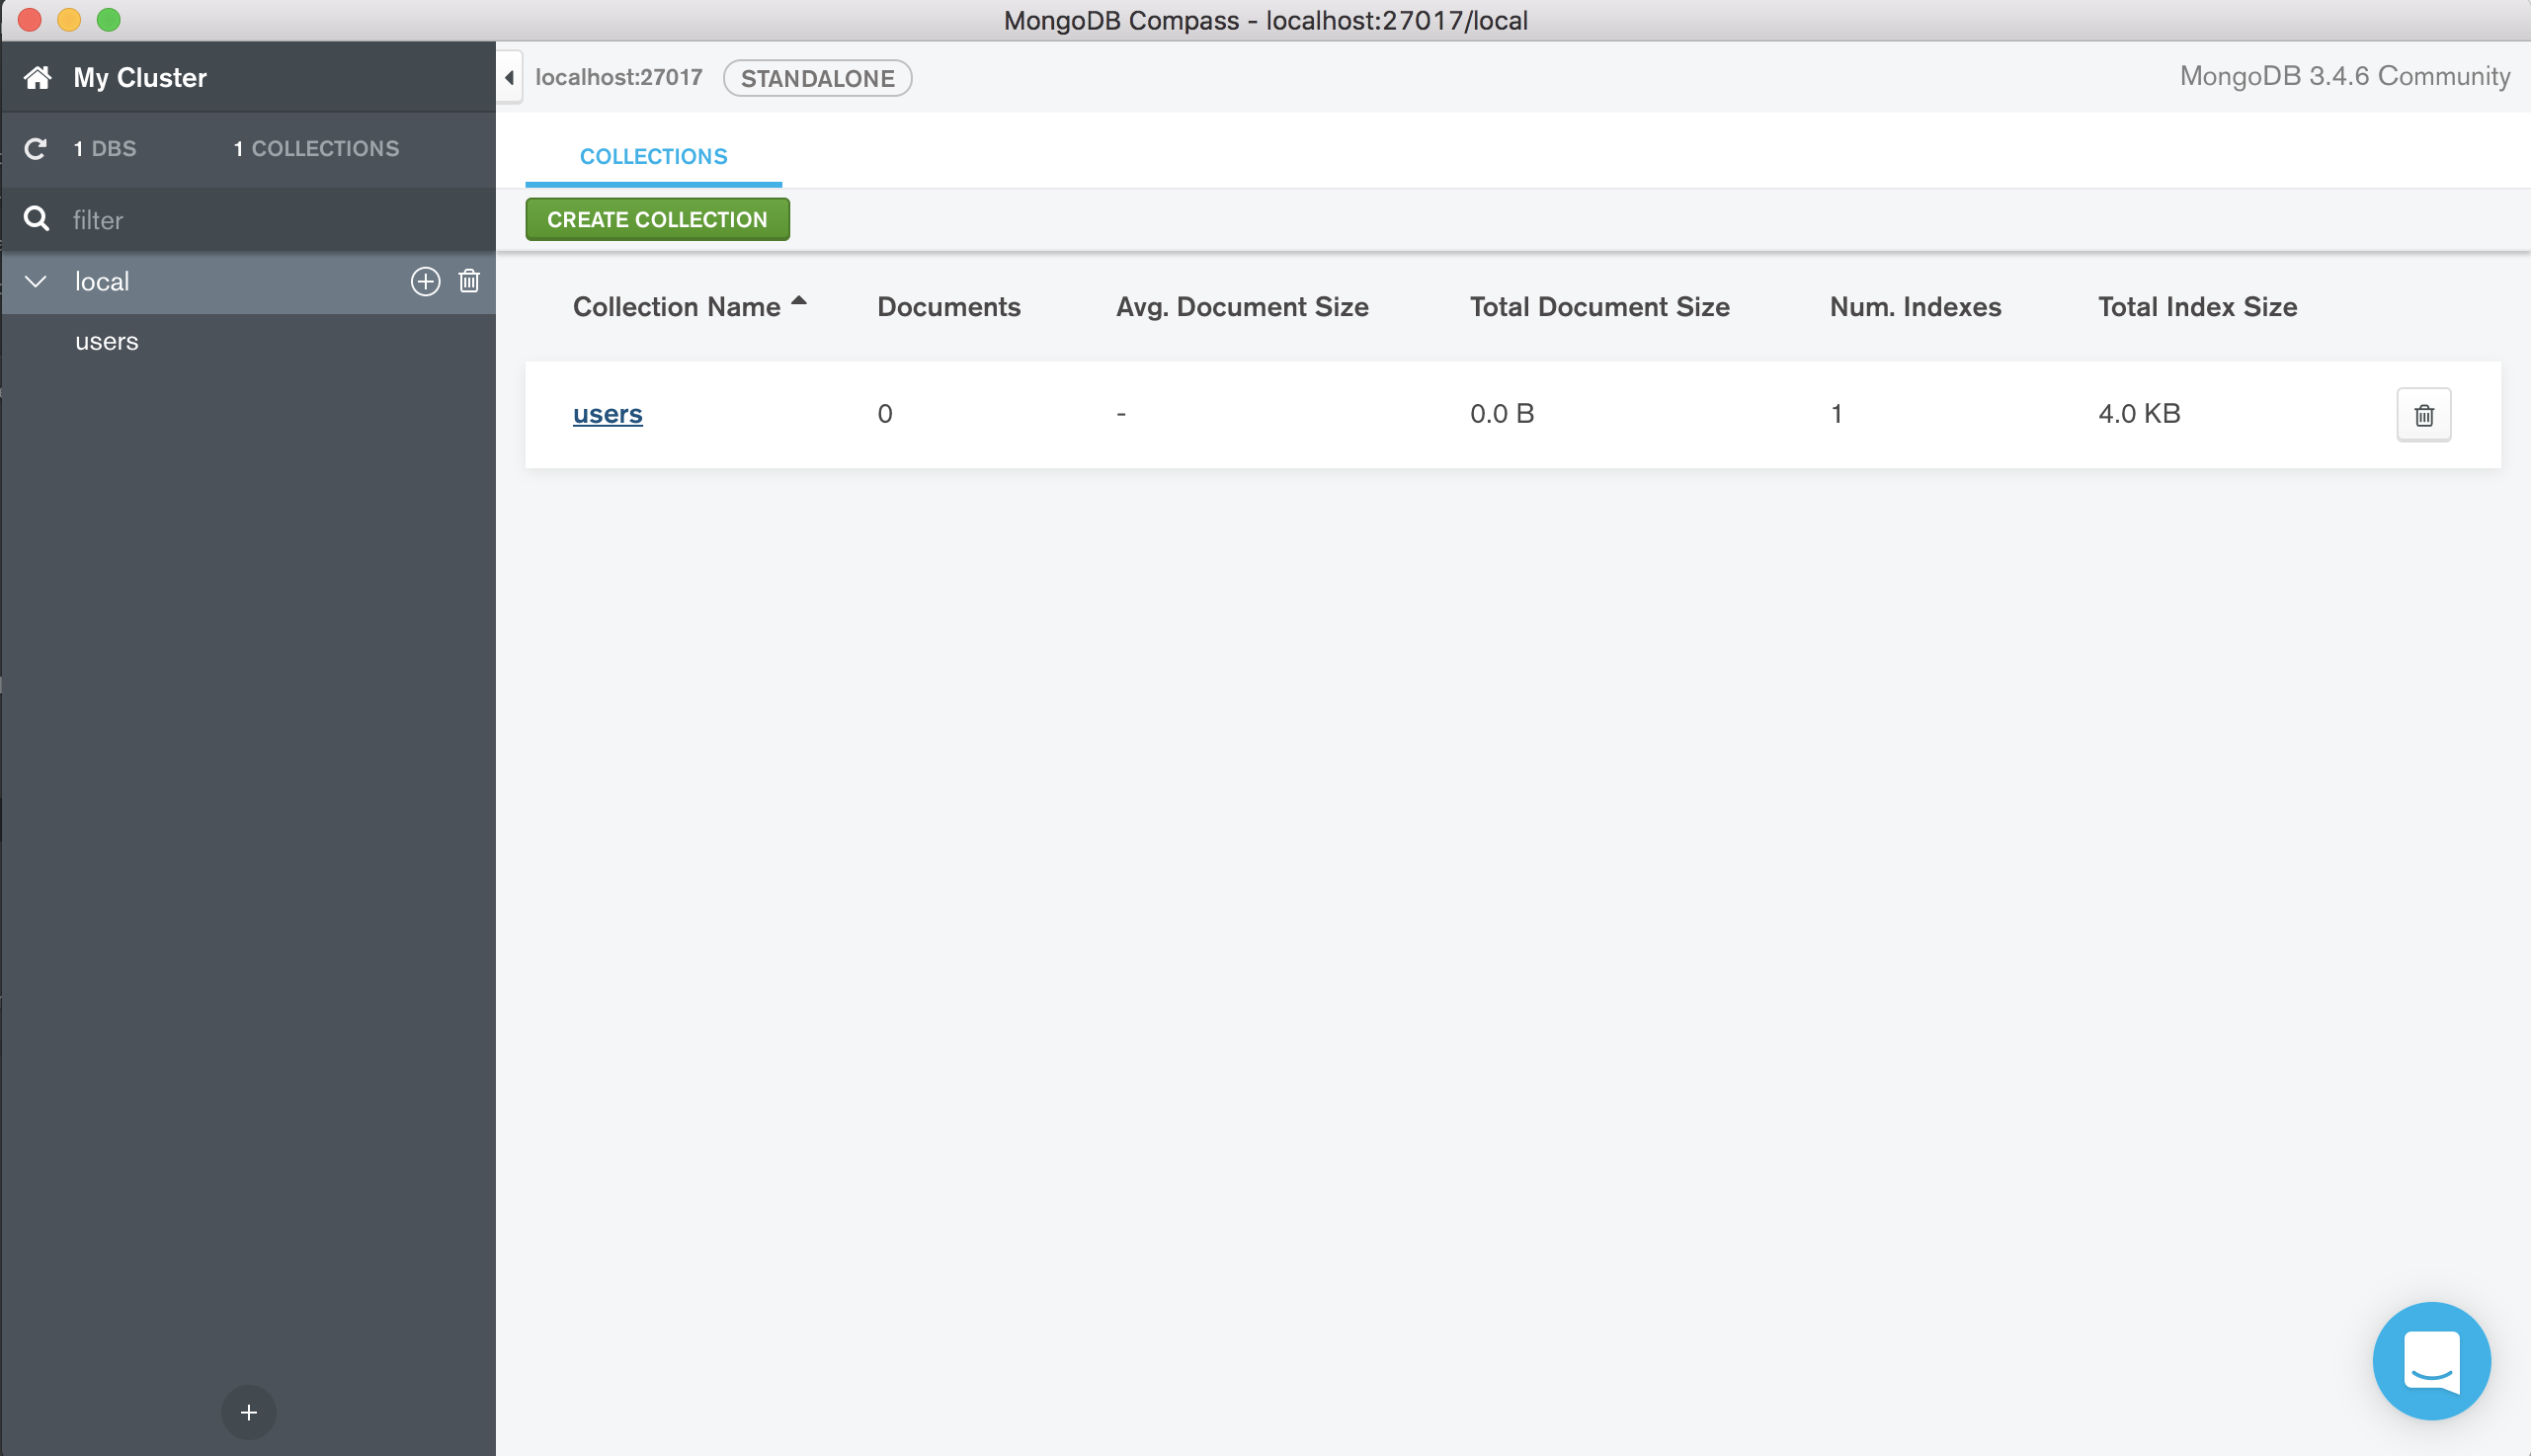 MongoDB Compass - localhost:27017/local
My Cluster
localhost:27017 STANDALONE
MongoDB 3.4.6 Community
1 DBS 1 COLLECTIONS
COLLECTIONS
filter
CREATE COLLECTION
local
users
Collection Name Documents Avg. Document Size Total Document Size Num. Indexes Total Index Size
users 0 - 0.0 B 1 4.0 KB